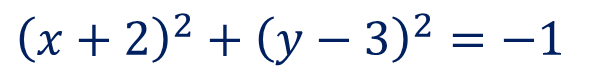 (x + 2)² + (y − 3)² = −1